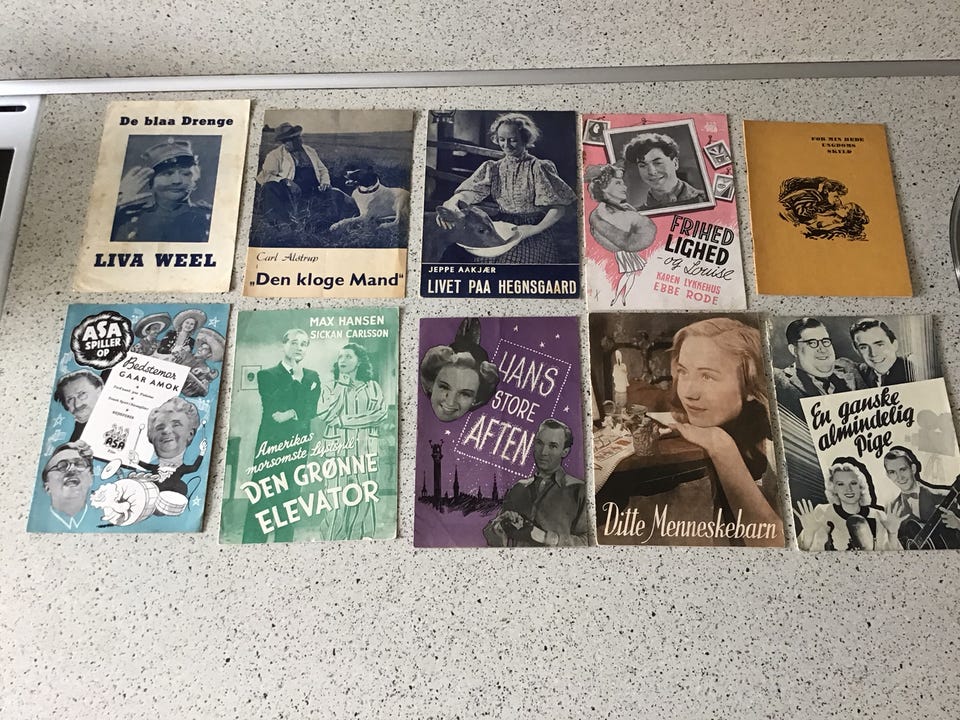 De blaa Drenge
LIVA WEEL
Carl Alstrup
„Den kloge Mand"
JEPPE AAKJÆR
LIVET PAA HEGNSGAARD
FRIHED
LIGHED
- og Louise
KAREN LYKKEHUS
EBBE RODE
FOR MIN HEDE
UNGDOMS
SKYLD
ASA
SPILLER
OP
Bedstemor
GAAR AMOK
ASA
MAX HANSEN
SICKAN CARLSSON
Amerikas
morsomste Lystspil
DEN GRØNNE
ELEVATOR
HANS
STORE
AFTEN
Ditte Menneskebarn
En ganske
almindelig
Pige